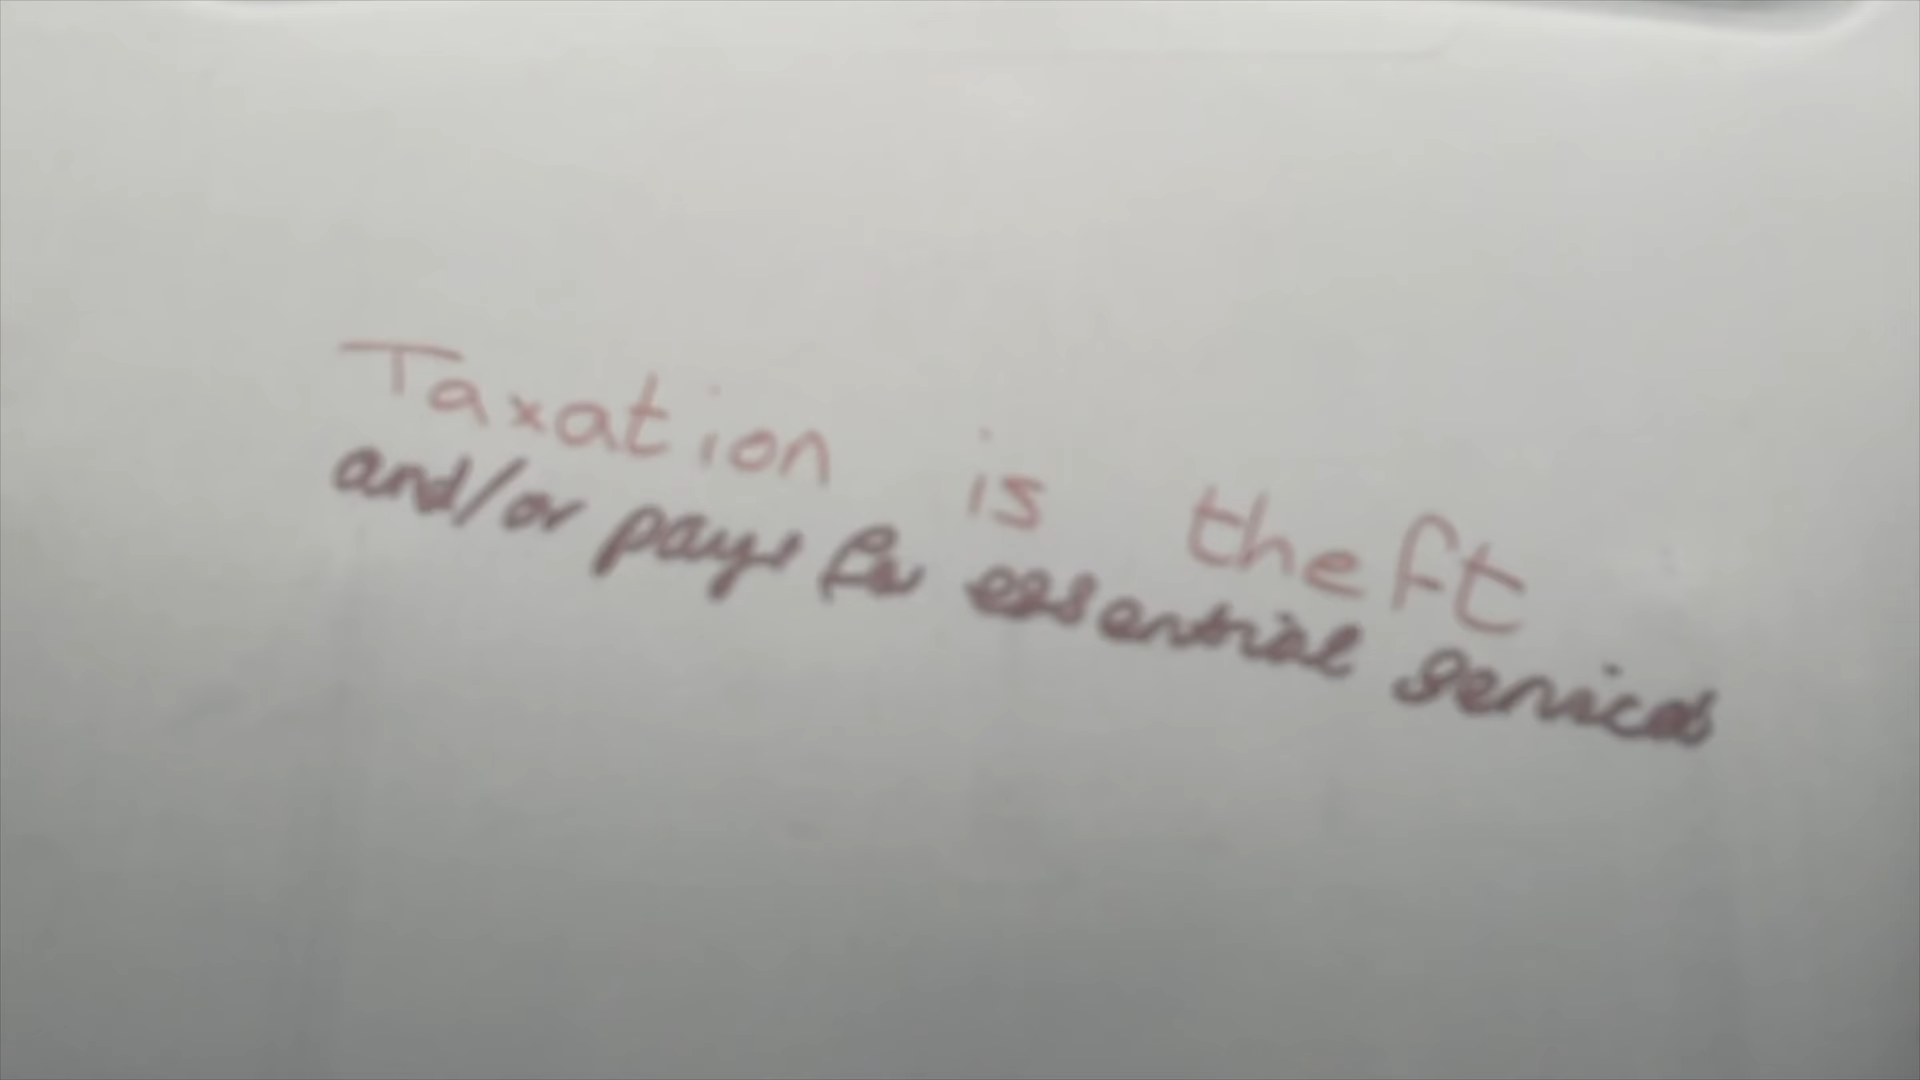 Taxation is theft
and/or pays for essential services